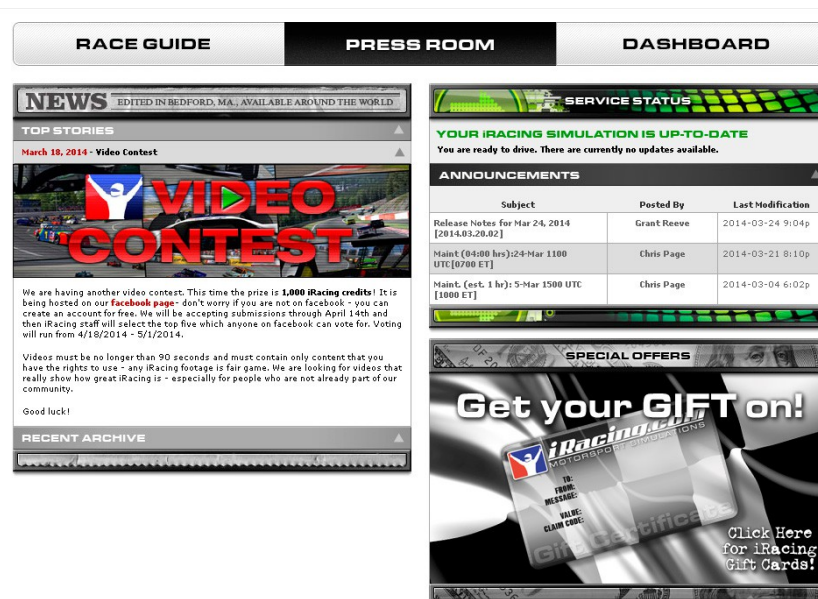 RACE GUIDE
PRESS ROOM
DASHBOARD
NEWS EDITED IN BEDFORD, MA., AVAILABLE AROUND THE WORLD
TOP STORIES
March 18, 2014 - Video Contest
VIDEO
CONTEST
We are having another video contest. This time the prize is 1,000 iRacing credits! It
being hosted on our facebook page- don't worry if you are not on facebook - you can
create an account for free. We will be accepting submissions through April 14th and
then iRacing staff will select the top five which anyone on facebook can vote for. Voting
will run from 4/18/2014 - 5/1/2014.
Videos must be no longer than 90 seconds and must contain only content that you
have the rights to use - any iRacing footage is fair game. We are looking for videos that
really show how great iRacing is - especially for people who are not already part of our
community.
Good luck!
RECENT ARCHIVE
SERVICE STATUS
YOUR iRACING SIMULATION IS UP-TO-DATE
You are ready to drive. There are currently no updates available.
ANNOUNCEMENTS
Subject Posted By Last Modification
Release Notes for Mar 24, 2014 Grant Reeve 2014-03-24 9:04p
[2014.03.20.02]
Maint (04:00 hrs):24-Mar 1100 Chris Page 2014-03-21 8:10p
UTC[0700 ET]
Maint. (est. 1 hr): 5-Mar 1500 UTC Chris Page 2014-03-04 6:02p
[1000 ET]
SPECIAL OFFERS
Get your GIFT on!
iRacing.com
MOTORSPORT SIMULATIONS
TO:
FROM:
MESSAGE:
VALUE:
CLAIM CODE:
Gift Certificate
Click Here
for iRacing
Gift Cards!